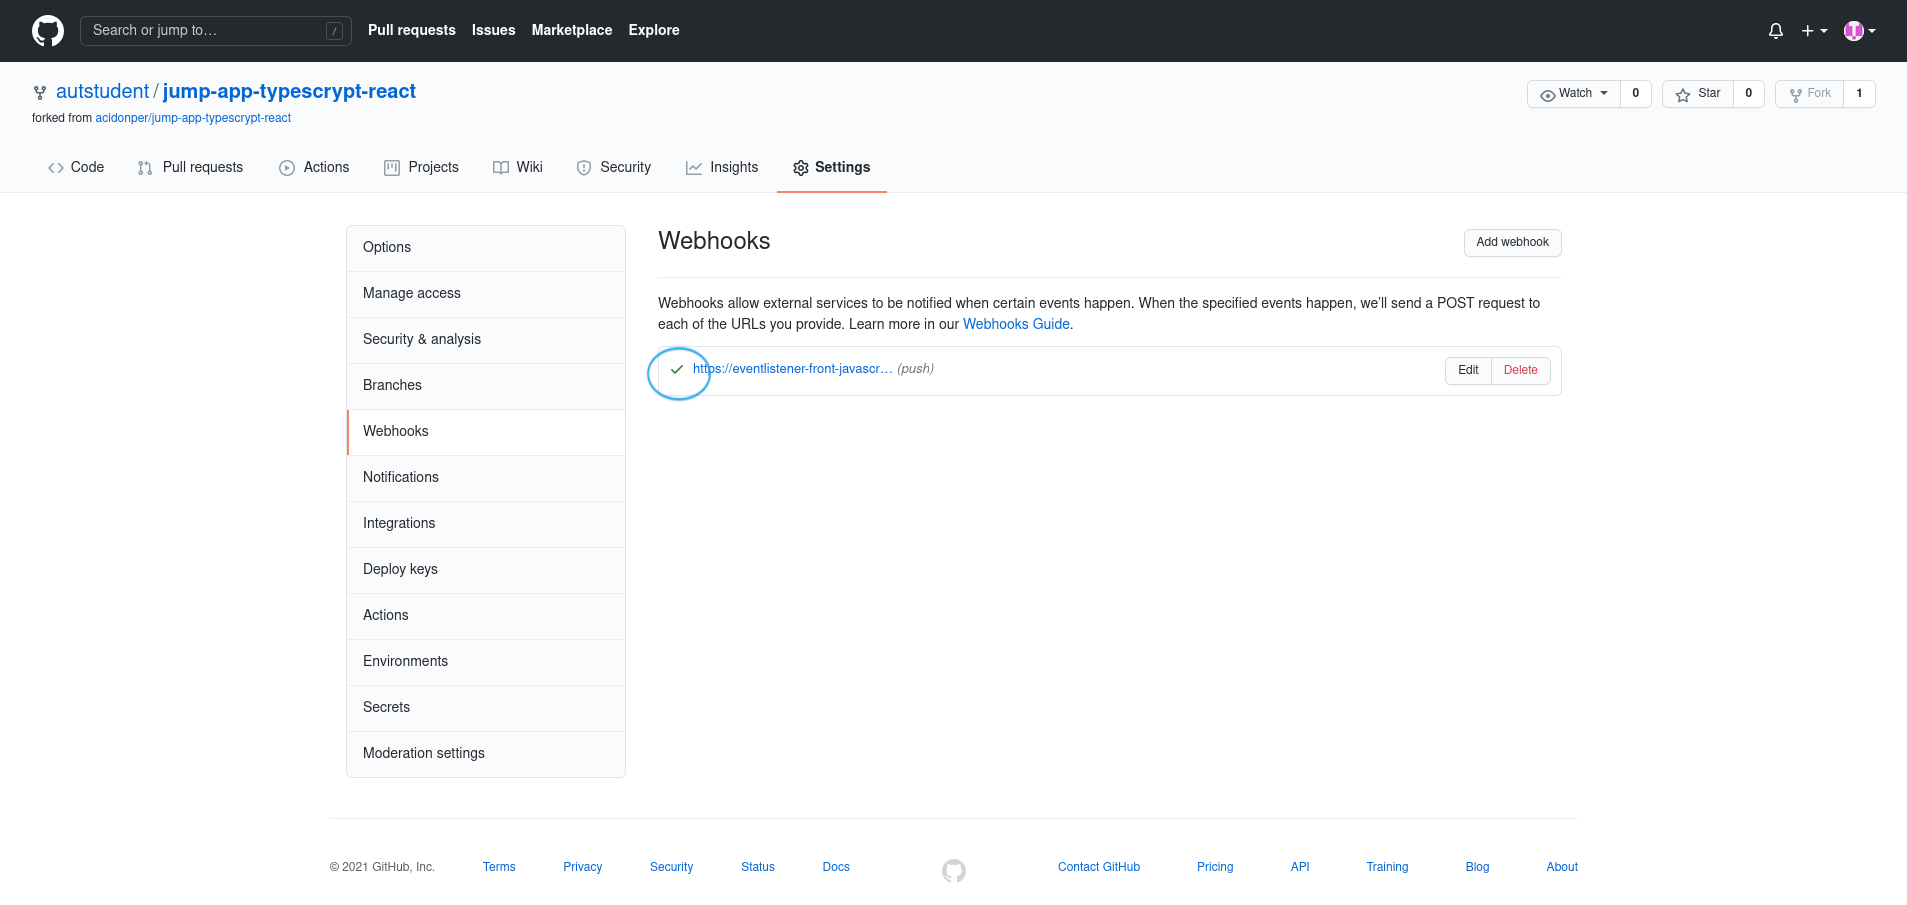 Search or jump to…
/
Pull requests
Issues
Marketplace
Explore
autstudent / jump-app-typescrypt-react
forked from acidonper/jump-app-typescrypt-react
Watch
0
Star
0
Fork
1
Code
Pull requests
Actions
Projects
Wiki
Security
Insights
Settings
Options
Manage access
Security & analysis
Branches
Webhooks
Notifications
Integrations
Deploy keys
Actions
Environments
Secrets
Moderation settings
Webhooks
Add webhook
Webhooks allow external services to be notified when certain events happen. When the specified events happen, we’ll send a POST request to
each of the URLs you provide. Learn more in our Webhooks Guide.
https://eventlistener-front-javascr… (push)
Edit
Delete
© 2021 GitHub, Inc.
Terms
Privacy
Security
Status
Docs
Contact GitHub
Pricing
API
Training
Blog
About